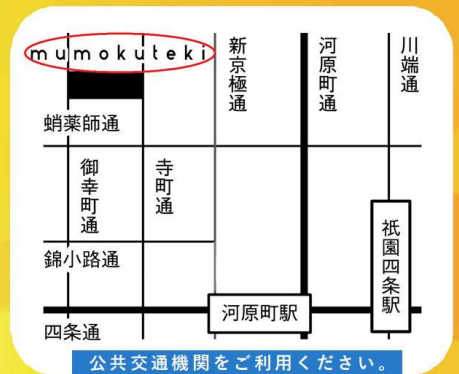 mumokuteki
新京極通
河原町通
川端通
蛸薬師通
御幸町通
寺町通
錦小路通
祇園四条駅
河原町駅
四条通
公共交通機関をご利用ください。